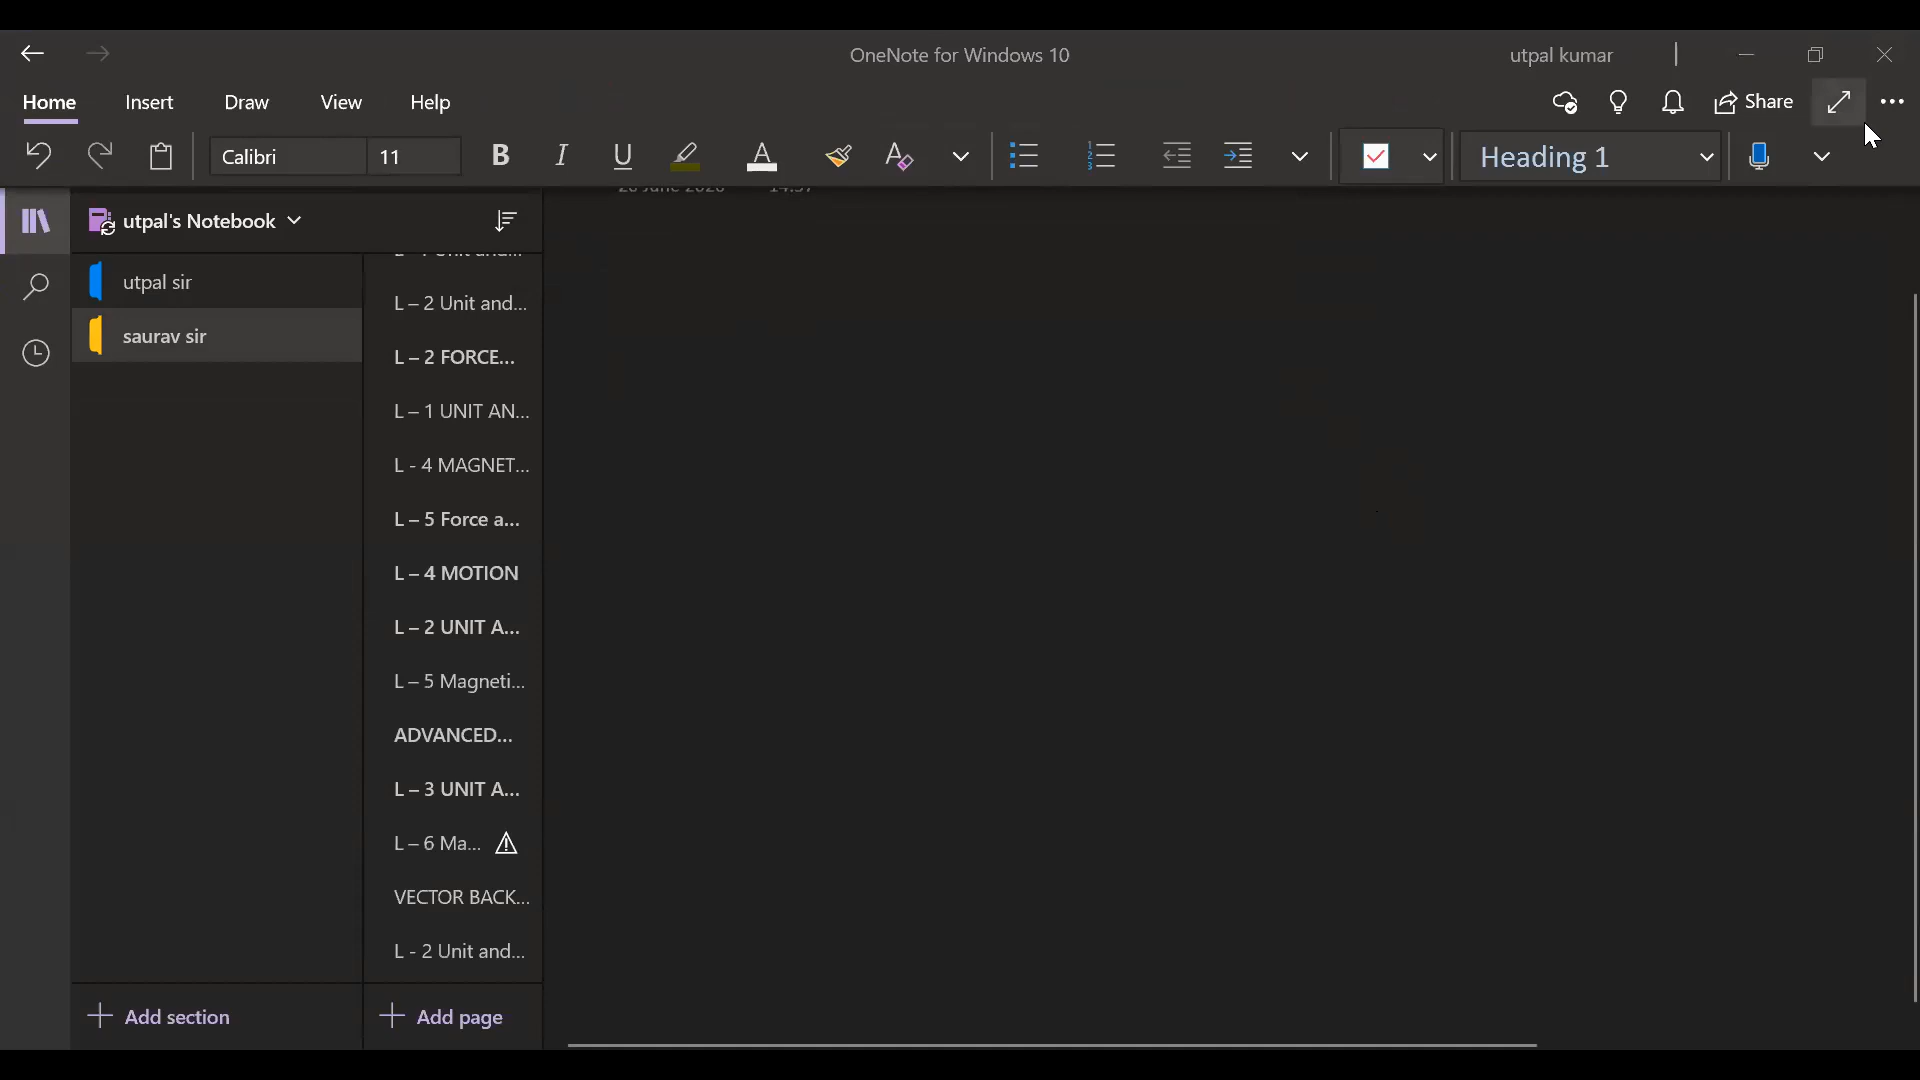 OneNote for Windows 10
utpal kumar
Home Insert Draw View Help
Share
Calibri 11 B I U A A Heading 1
utpal's Notebook
utpal sir
saurav sir
L – 2 Unit and...
L – 2 FORCE...
L – 1 UNIT AN...
L - 4 MAGNET...
L – 5 Force a...
L – 4 MOTION
L – 2 UNIT A...
L – 5 Magneti...
ADVANCED...
L – 3 UNIT A...
L – 6 Ma...
VECTOR BACK...
L - 2 Unit and...
Add section
Add page